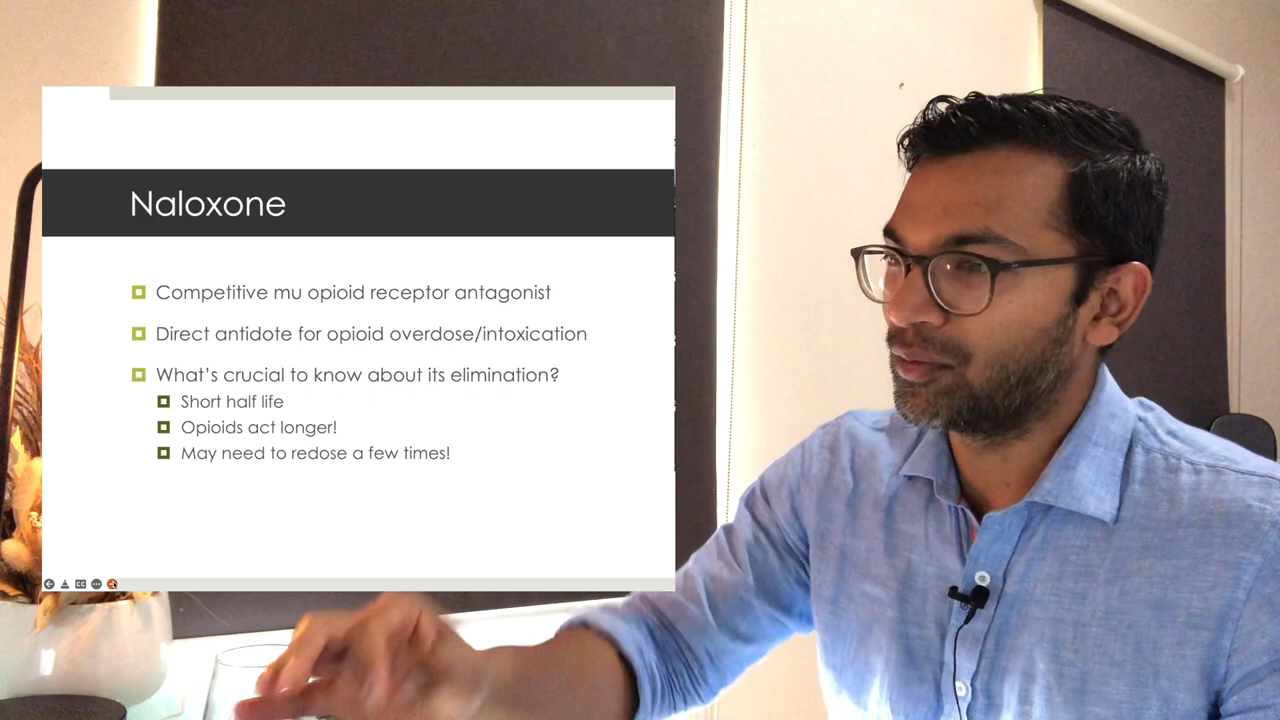 Naloxone
Competitive mu opioid receptor antagonist
Direct antidote for opioid overdose/intoxication
What's crucial to know about its elimination?
Short half life
Opioids act longer!
May need to redose a few times!